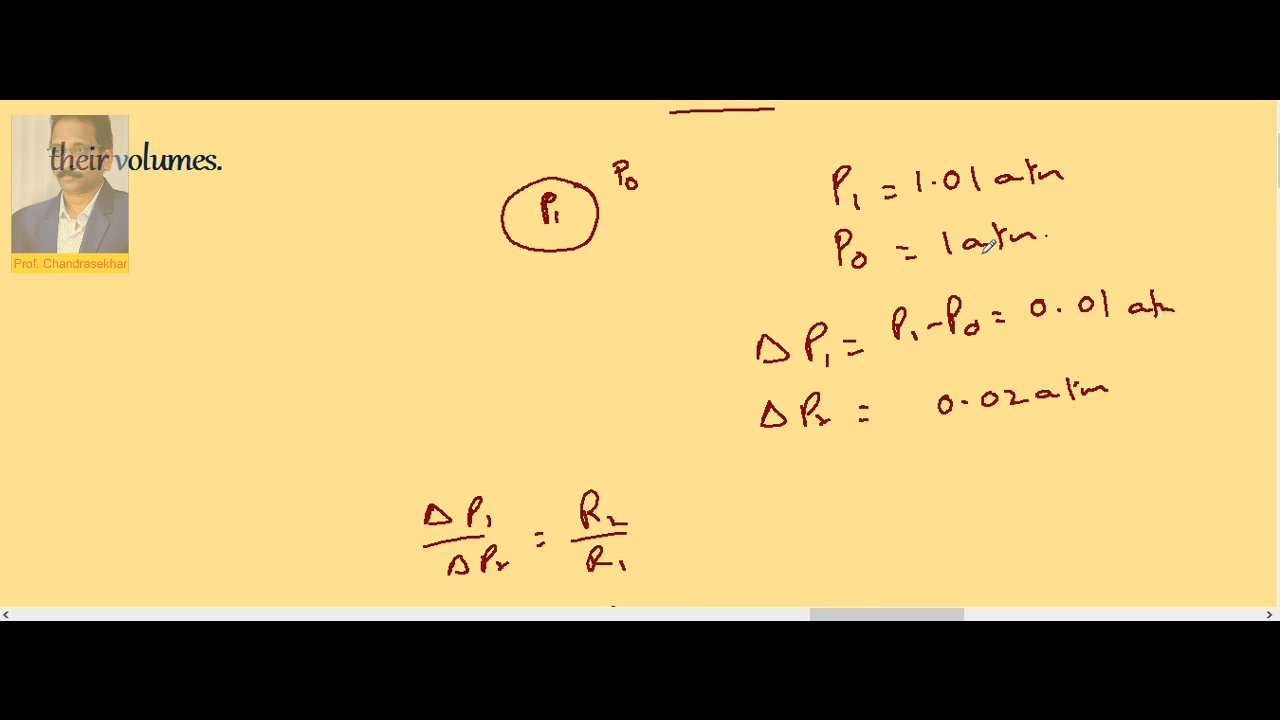 their volumes.
Prof. Chandrasekhar
P₁
P₀
P₁ = 1.01 atm
P₀ = 1 atm.
ΔP₁ = P₁ - P₀ = 0.01 atm
ΔP₂ = 0.02 atm
ΔP₁/ΔP₂ = R₂/R₁